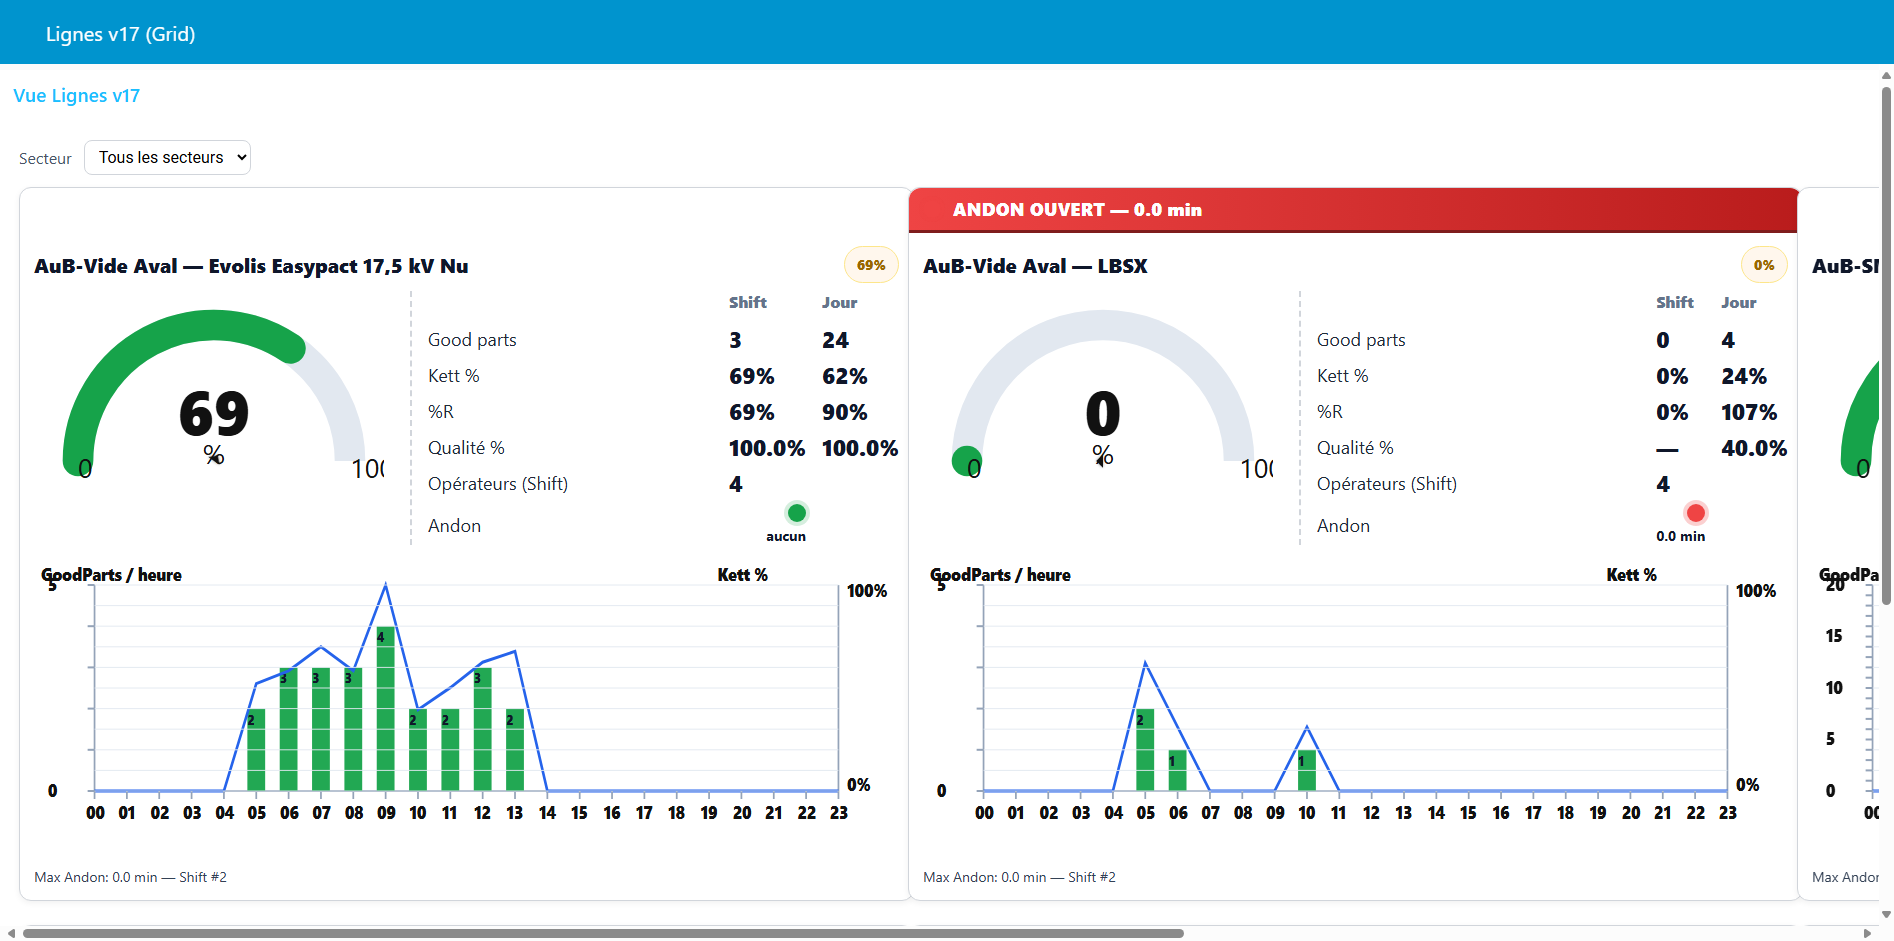 Lignes v17 (Grid)
Vue Lignes v17
Secteur Tous les secteurs
AuB-Vide Aval — Evolis Easypact 17,5 kV Nu 69%
Shift Jour
Good parts 3 24
Kett % 69% 62%
%R 69% 90%
Qualité % 100.0% 100.0%
Opérateurs (Shift) 4
Andon
aucun
69
%
0 100
GoodParts / heure Kett %
5 100%
2 3 3 3 4 2 2 3 2
0 0%
00 01 02 03 04 05 06 07 08 09 10 11 12 13 14 15 16 17 18 19 20 21 22 23
Max Andon: 0.0 min — Shift #2
ANDON OUVERT — 0.0 min
AuB-Vide Aval — LBSX 0%
Shift Jour
Good parts 0 4
Kett % 0% 24%
%R 0% 107%
Qualité % — 40.0%
Opérateurs (Shift) 4
Andon
0.0 min
0
%
0 100
GoodParts / heure Kett %
5 100%
2 1 1
0 0%
00 01 02 03 04 05 06 07 08 09 10 11 12 13 14 15 16 17 18 19 20 21 22 23
Max Andon: 0.0 min — Shift #2
0
20
15
10
5
0